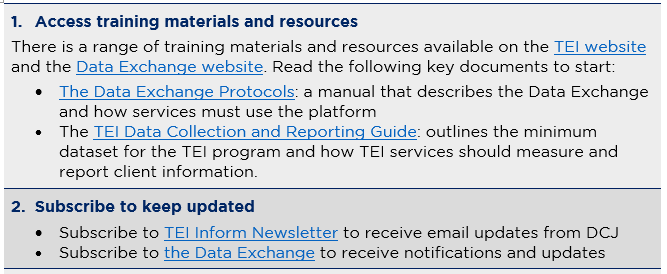 1. Access training materials and resources
There is a range of training materials and resources available on the TEI website
and the Data Exchange website. Read the following key documents to start:
• The Data Exchange Protocols: a manual that describes the Data Exchange
and how services must use the platform
• The TEI Data Collection and Reporting Guide: outlines the minimum
dataset for the TEI program and how TEI services should measure and
report client information.
2. Subscribe to keep updated
• Subscribe to TEI Inform Newsletter to receive email updates from DCJ
• Subscribe to the Data Exchange to receive notifications and updates